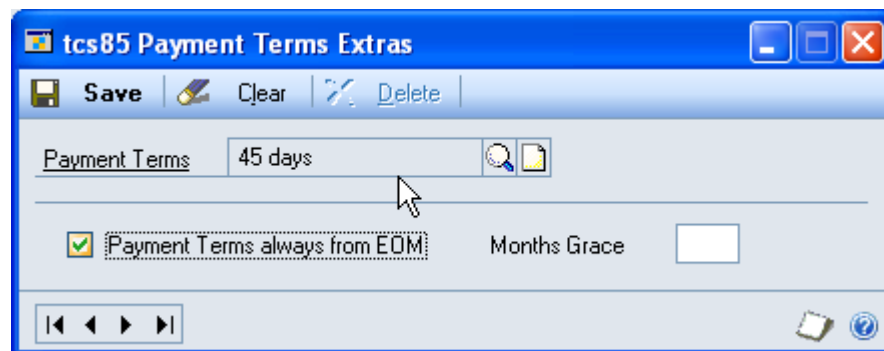 tcs85 Payment Terms Extras
Save Clear Delete
Payment Terms 45 days
Payment Terms always from EOM Months Grace